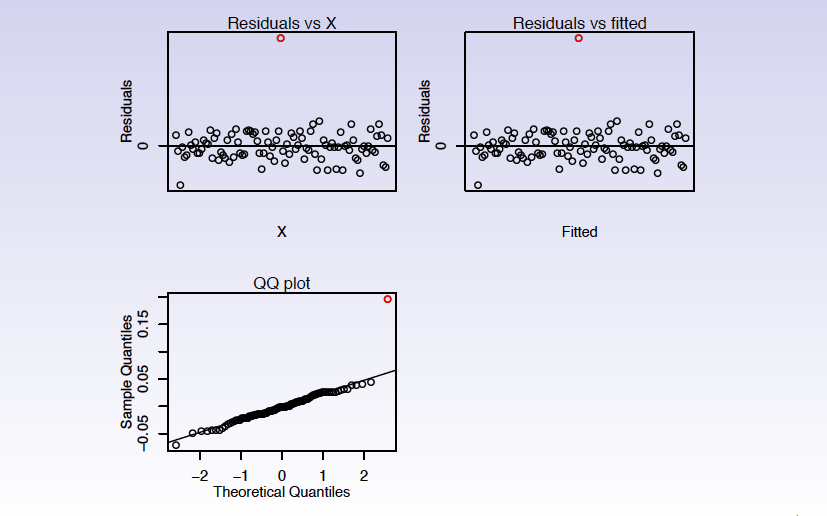 Residuals vs X
Residuals vs fitted
Residuals
0
Residuals
0
X
Fitted
QQ plot
Sample Quantiles
−0.05 0.05 0.15
−2 −1 0 1 2
Theoretical Quantiles